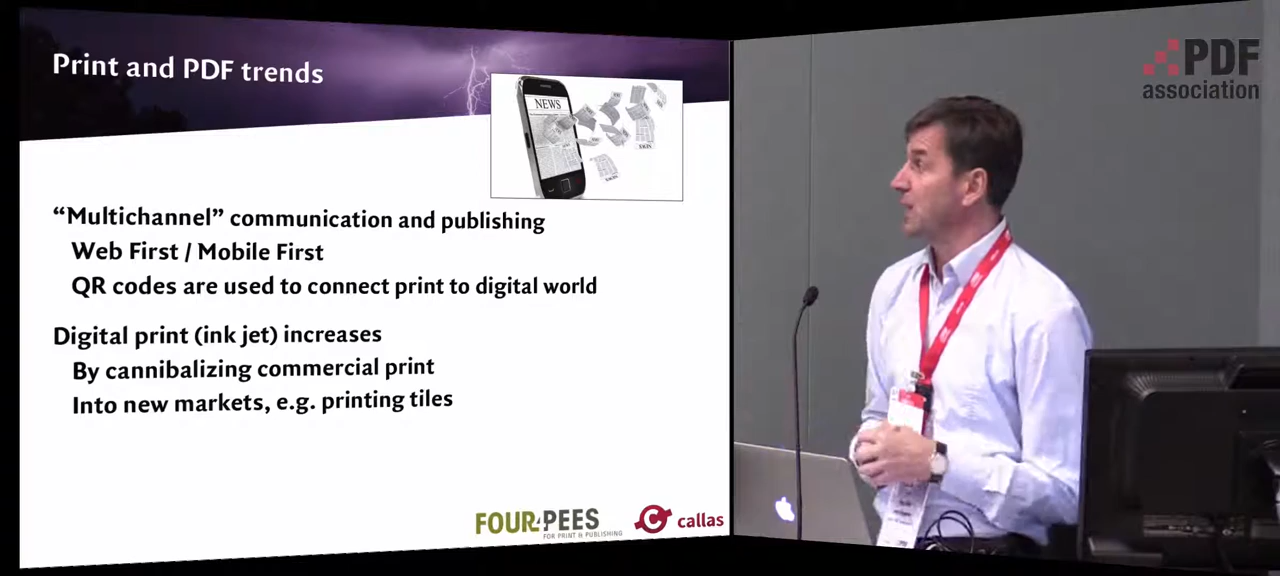 Print and PDF trends
NEWS
“Multichannel” communication and publishing
Web First / Mobile First
QR codes are used to connect print to digital world
Digital print (ink jet) increases
By cannibalizing commercial print
Into new markets, e.g. printing tiles
FOUR4PEES
FOR PRINT & PUBLISHING
callas
PDF
association